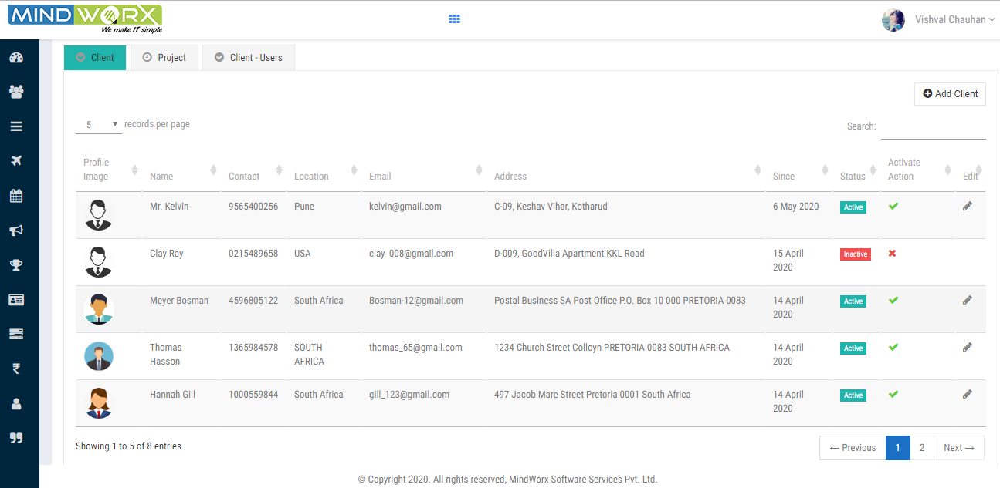 MINDWORX
We make IT simple
Vishval Chauhan
Client
Project
Client - Users
Add Client
5 records per page
Search:
Profile Image Name Contact Location Email Address Since Status Activate Action Edit
Mr. Kelvin 9565400256 Pune kelvin@gmail.com C-09, Keshav Vihar, Kotharud 6 May 2020 Active
Clay Ray 0215489658 USA clay_008@gmail.com D-009, GoodVilla Apartment KKL Road 15 April 2020 Inactive
Meyer Bosman 4596805122 South Africa Bosman-12@gmail.com Postal Business SA Post Office P.O. Box 10 000 PRETORIA 0083 14 April 2020 Active
Thomas Hasson 1365984578 SOUTH AFRICA thomas_65@gmail.com 1234 Church Street Colloyn PRETORIA 0083 SOUTH AFRICA 14 April 2020 Active
Hannah Gill 1000559844 South Africa gill_123@gmail.com 497 Jacob Mare Street Pretoria 0001 South Africa 14 April 2020 Active
Showing 1 to 5 of 8 entries
← Previous 1 2 Next →
© Copyright 2020. All rights reserved, MindWorx Software Services Pvt. Ltd.